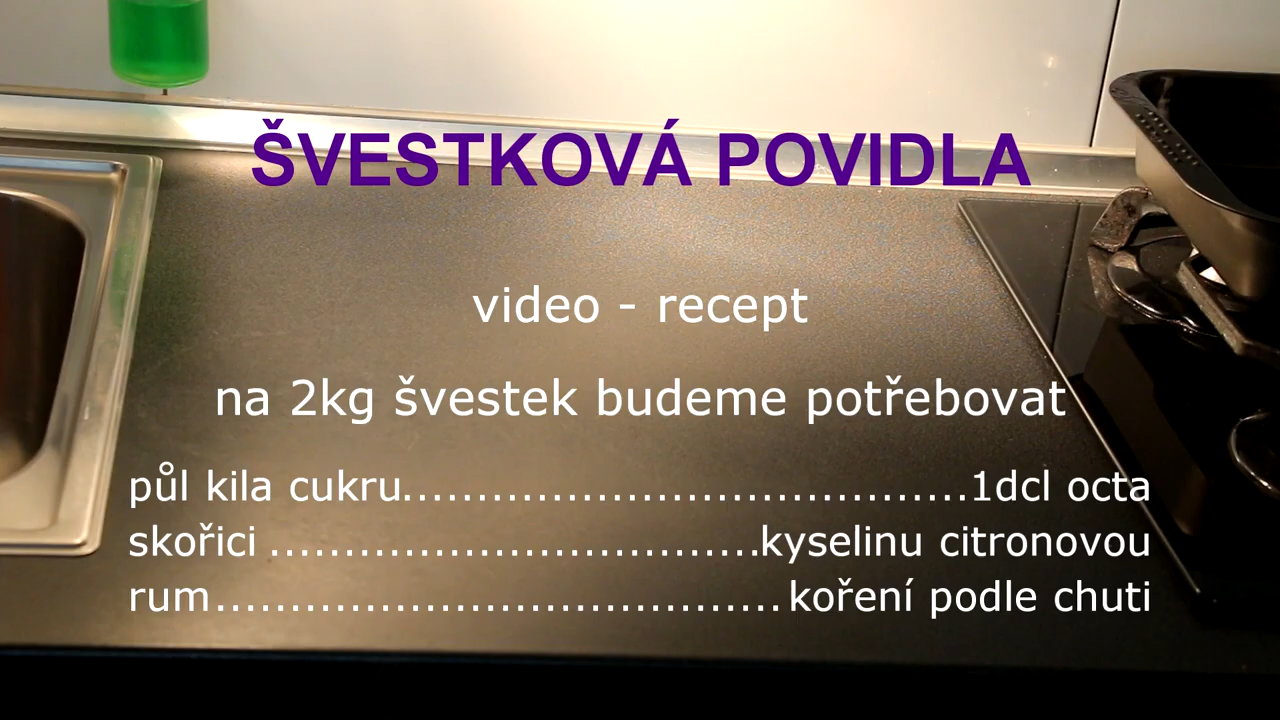 ŠVESTKOVÁ POVIDLA
video - recept
na 2kg švestek budeme potřebovat
půl kila cukru.......................................1dcl octa
skořici ..................................kyselinu citronovou
rum....................................... koření podle chuti